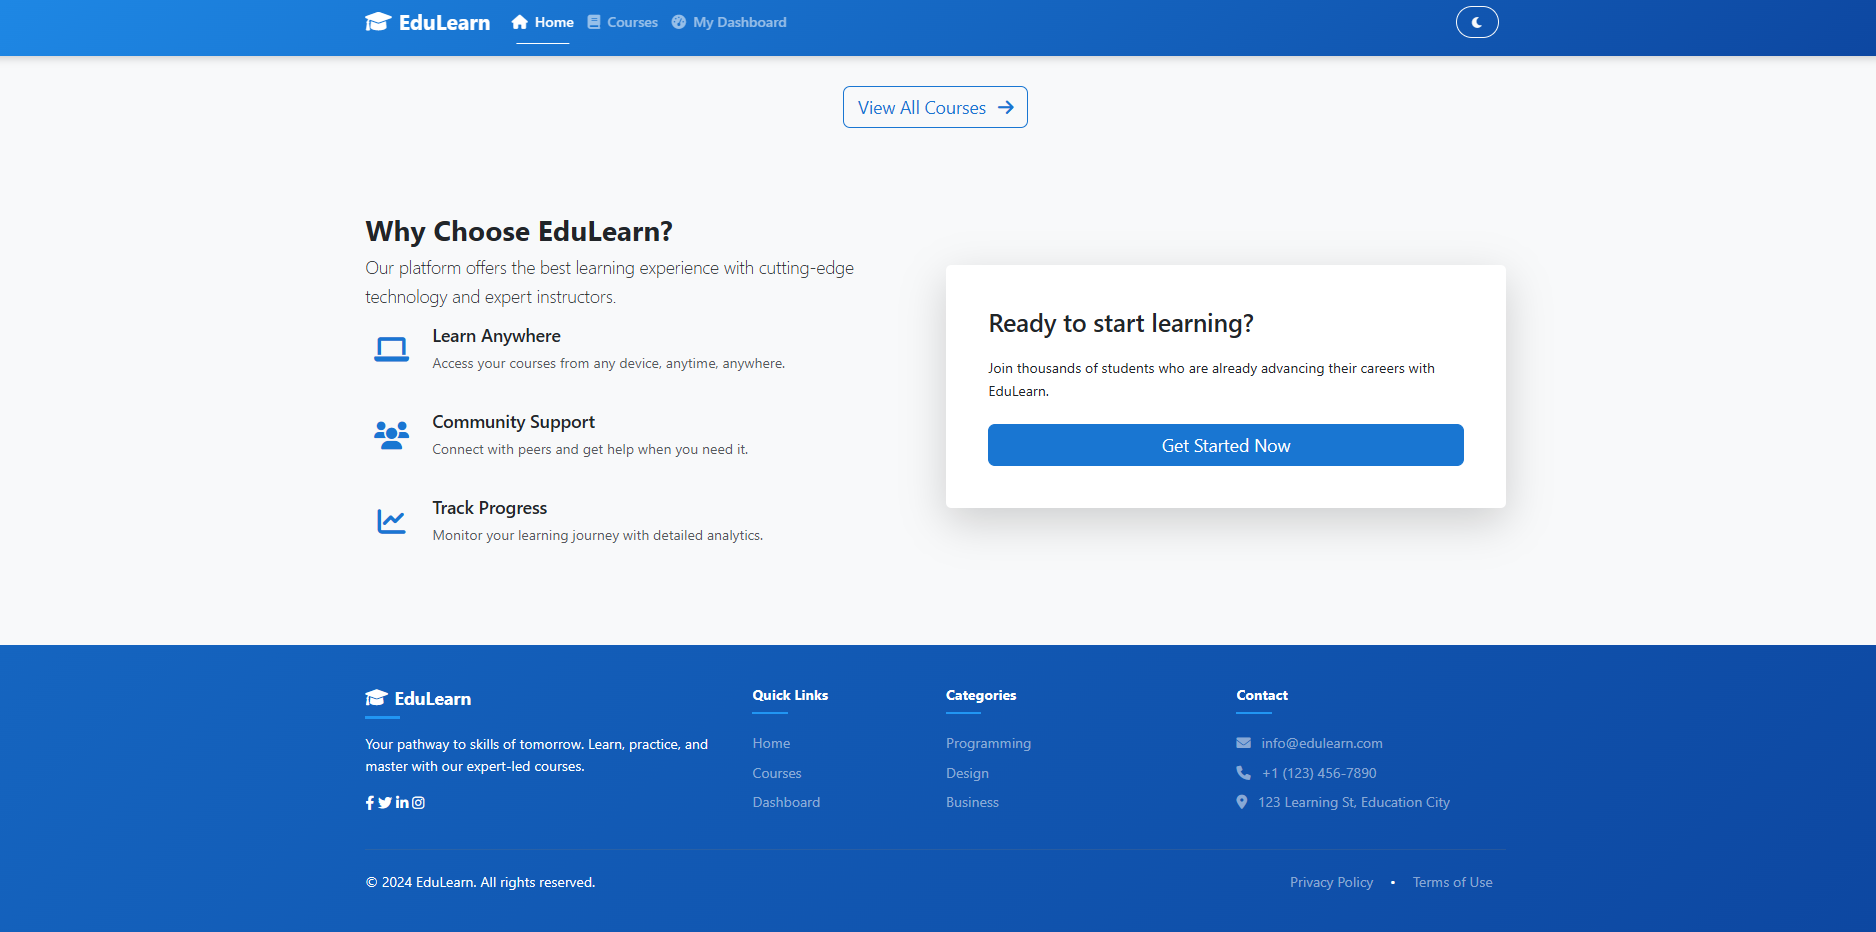 EduLearn
Home
Courses
My Dashboard
View All Courses
Why Choose EduLearn?
Our platform offers the best learning experience with cutting-edge
technology and expert instructors.
Learn Anywhere
Access your courses from any device, anytime, anywhere.
Community Support
Connect with peers and get help when you need it.
Track Progress
Monitor your learning journey with detailed analytics.
Ready to start learning?
Join thousands of students who are already advancing their careers with
EduLearn.
Get Started Now
EduLearn
Your pathway to skills of tomorrow. Learn, practice, and
master with our expert-led courses.
Quick Links
Home
Courses
Dashboard
Categories
Programming
Design
Business
Contact
info@edulearn.com
+1 (123) 456-7890
123 Learning St, Education City
© 2024 EduLearn. All rights reserved.
Privacy Policy • Terms of Use